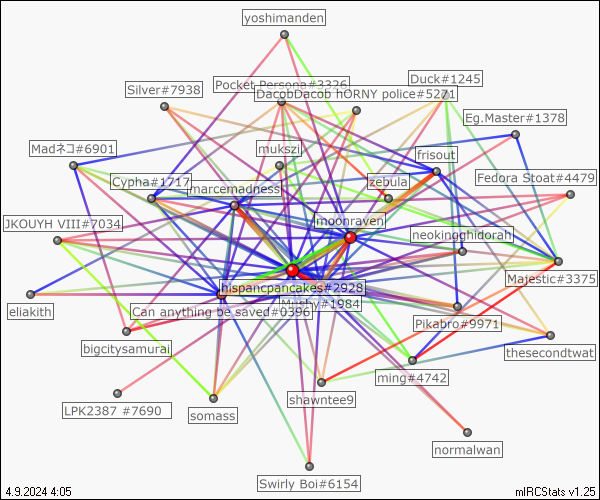 yoshimanden
Duck#1245
Pocket Persona#3326
Silver#7938
DacobDacob hORNY police#5271
Eg.Master#1378
Madネコ#6901
mukszi
frisout
Cypha#1717
marcemadness
zebula
Fedora Stoat#4479
JKOUYH VIII#7034
moonraven
neokinoghidorah
Majestic#3375
hispancpancakes#2928
eliakith
Can anything be saved#0396
Mushy#1984
Pikabro#9971
bigcitysamurai
thesecondtwat
ming#4742
LPK2387 #7690
somass
shawntee9
normalwan
Swirly Boi#6154
4.9.2024 4:05
mIRCStats v1.25